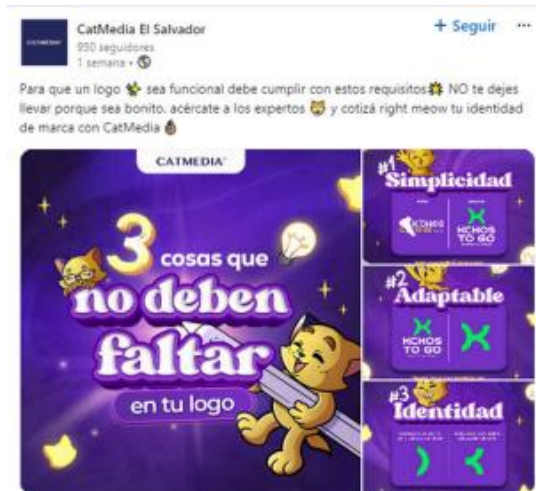 CatMedia El Salvador
950 seguidores
1 semana •
+ Seguir ...
Para que un logo sea funcional debe cumplir con estos requisitos NO te dejes
llevar porque sea bonito. acércate a los expertos y cotizá right meow tu identidad
de marca con CatMedia
CATMEDIA
3 cosas que
no deben
faltar
en tu logo
#1
Simplicidad
HCHOS
TO GO
#2
Adaptable
HCHOS
TO GO
#3
Identidad